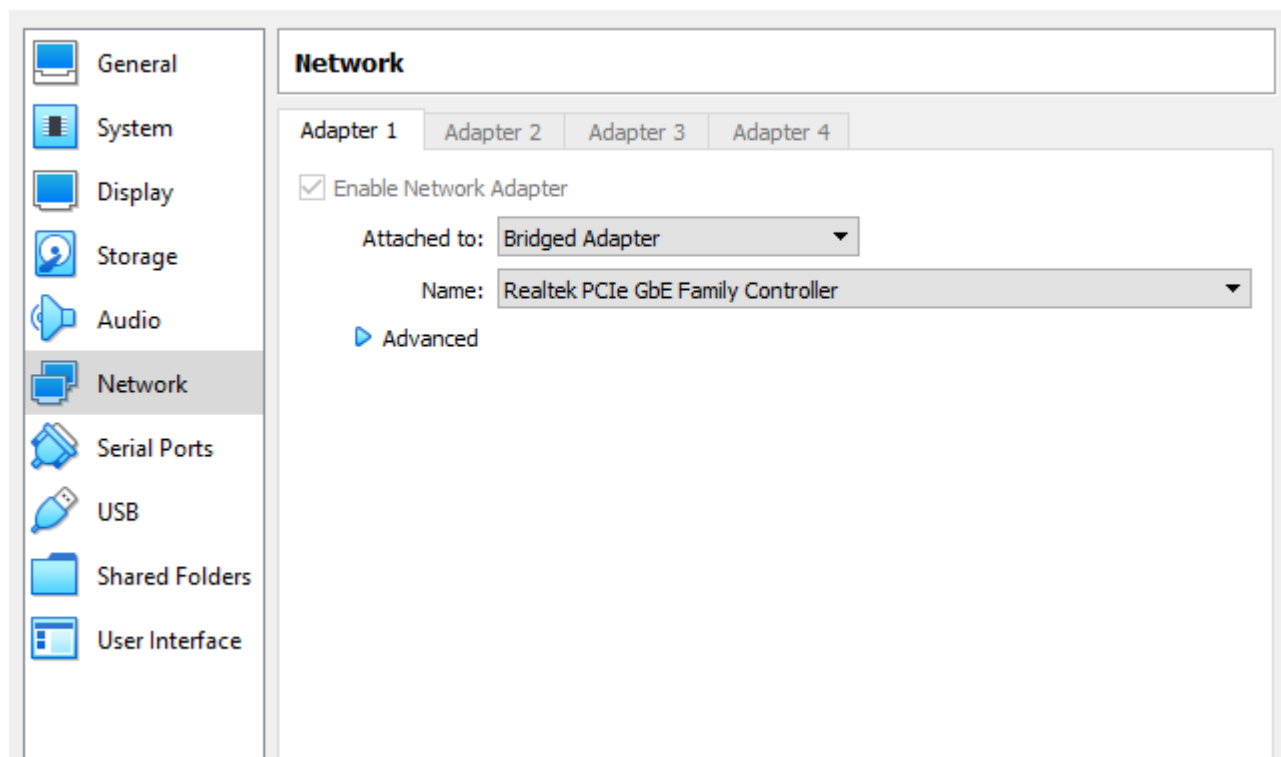 General
System
Display
Storage
Audio
Network
Serial Ports
USB
Shared Folders
User Interface
Network
Adapter 1 Adapter 2 Adapter 3 Adapter 4
Enable Network Adapter
Attached to: Bridged Adapter
Name: Realtek PCIe GbE Family Controller
Advanced